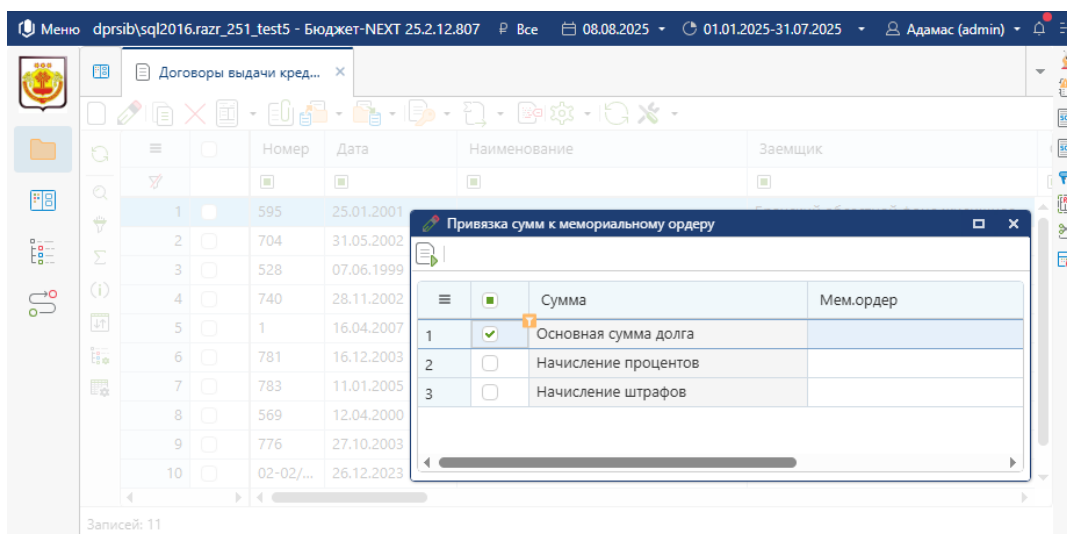 Меню dprsib\sql2016.razr_251_test5 - Бюджет-NEXT 25.2.12.807 ₽ Все 08.08.2025 01.01.2025-31.07.2025 Адамас (admin)
Договоры выдачи кред... ×
Номер Дата Наименование Заемщик
1 595 25.01.2001
2 704 31.05.2002
3 528 07.06.1999
4 740 28.11.2002
5 1 16.04.2007
6 781 16.12.2003
7 783 11.01.2005
8 569 12.04.2000
9 776 27.10.2003
10 02-02/... 26.12.2023
Записей: 11
Привязка сумм к мемориальному ордеру
Сумма Мем.ордер
1 Основная сумма долга
2 Начисление процентов
3 Начисление штрафов